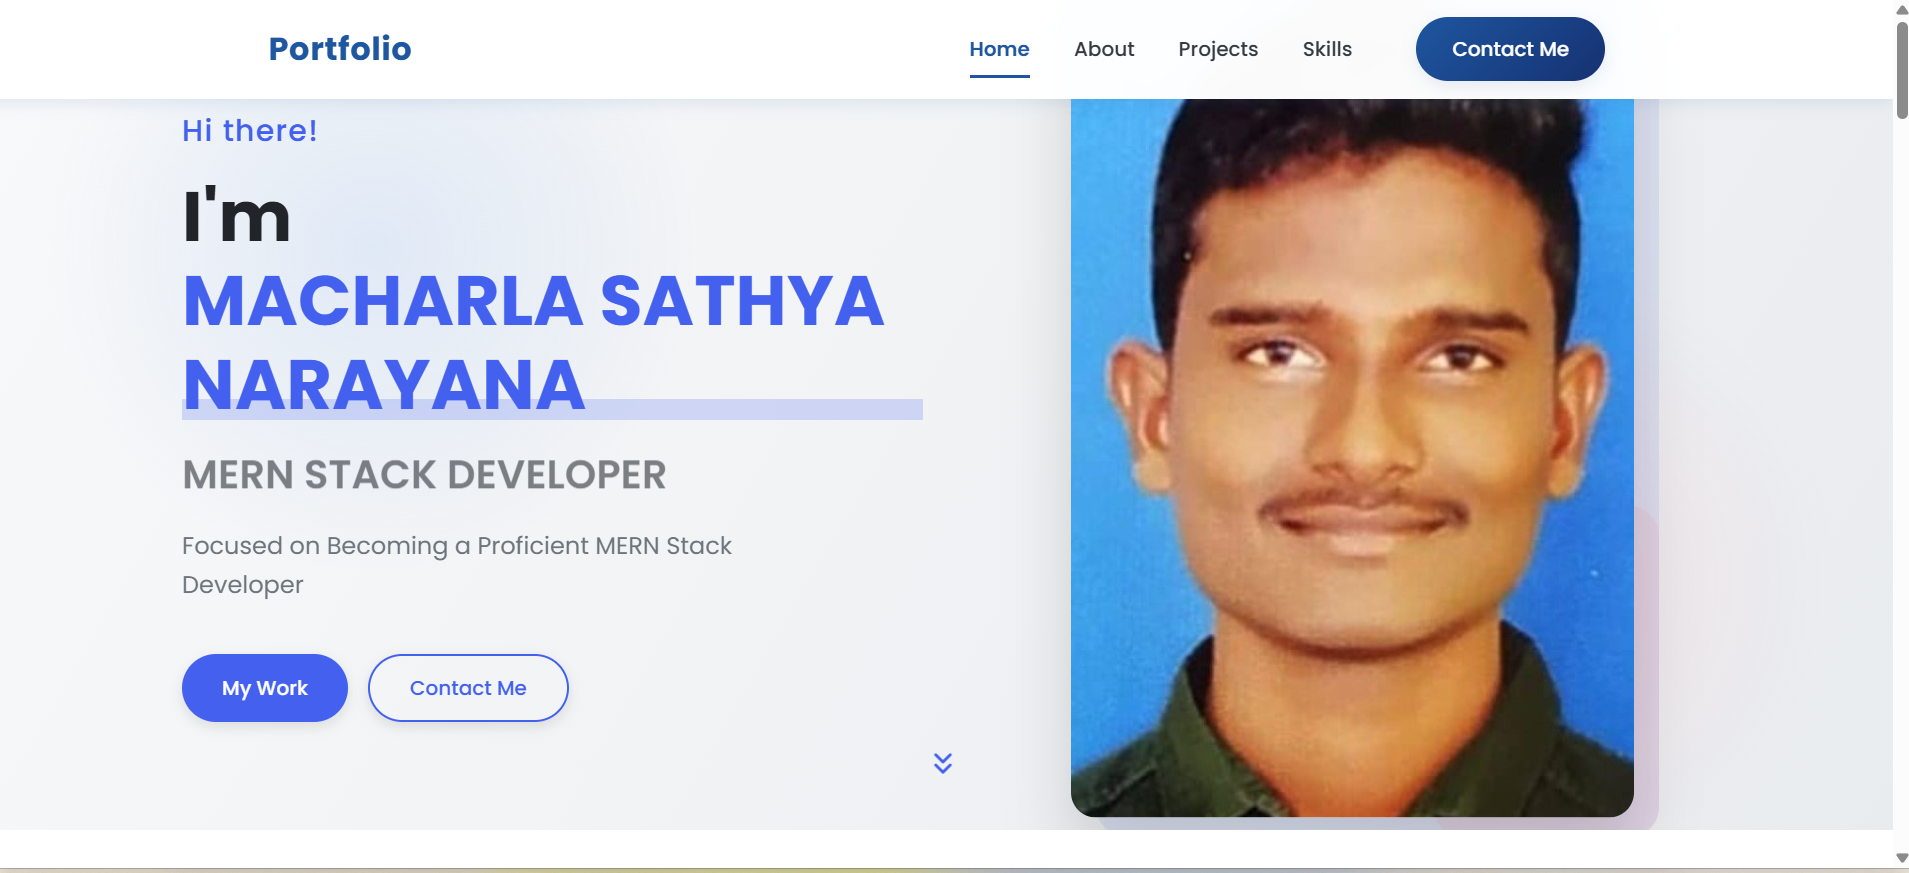 Portfolio
Home About Projects Skills Contact Me
Hi there!
I'm
MACHARLA SATHYA
NARAYANA
MERN STACK DEVELOPER
Focused on Becoming a Proficient MERN Stack
Developer
My Work Contact Me